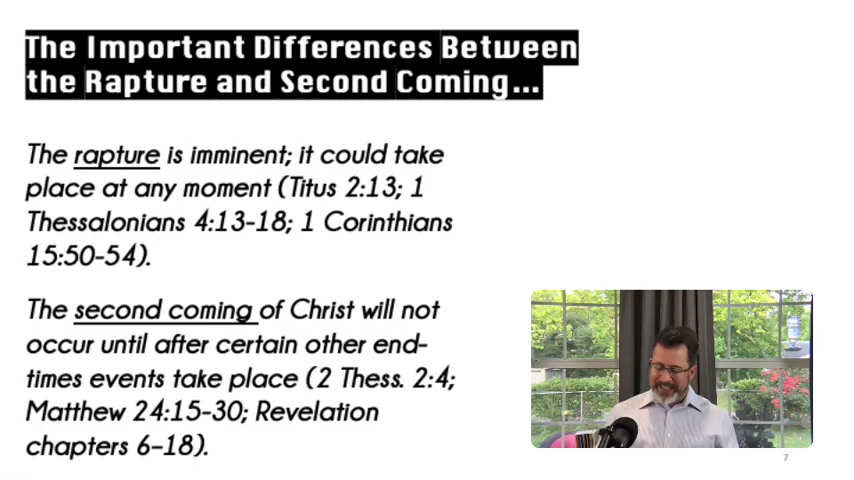 The Important Differences Between
the Rapture and Second Coming...
The rapture is imminent; it could take
place at any moment (Titus 2:13; 1
Thessalonians 4:13-18; 1 Corinthians
15:50-54).
The second coming of Christ will not
occur until after certain other end-
times events take place (2 Thess. 2:4;
Matthew 24:15-30; Revelation
chapters 6-18).
7